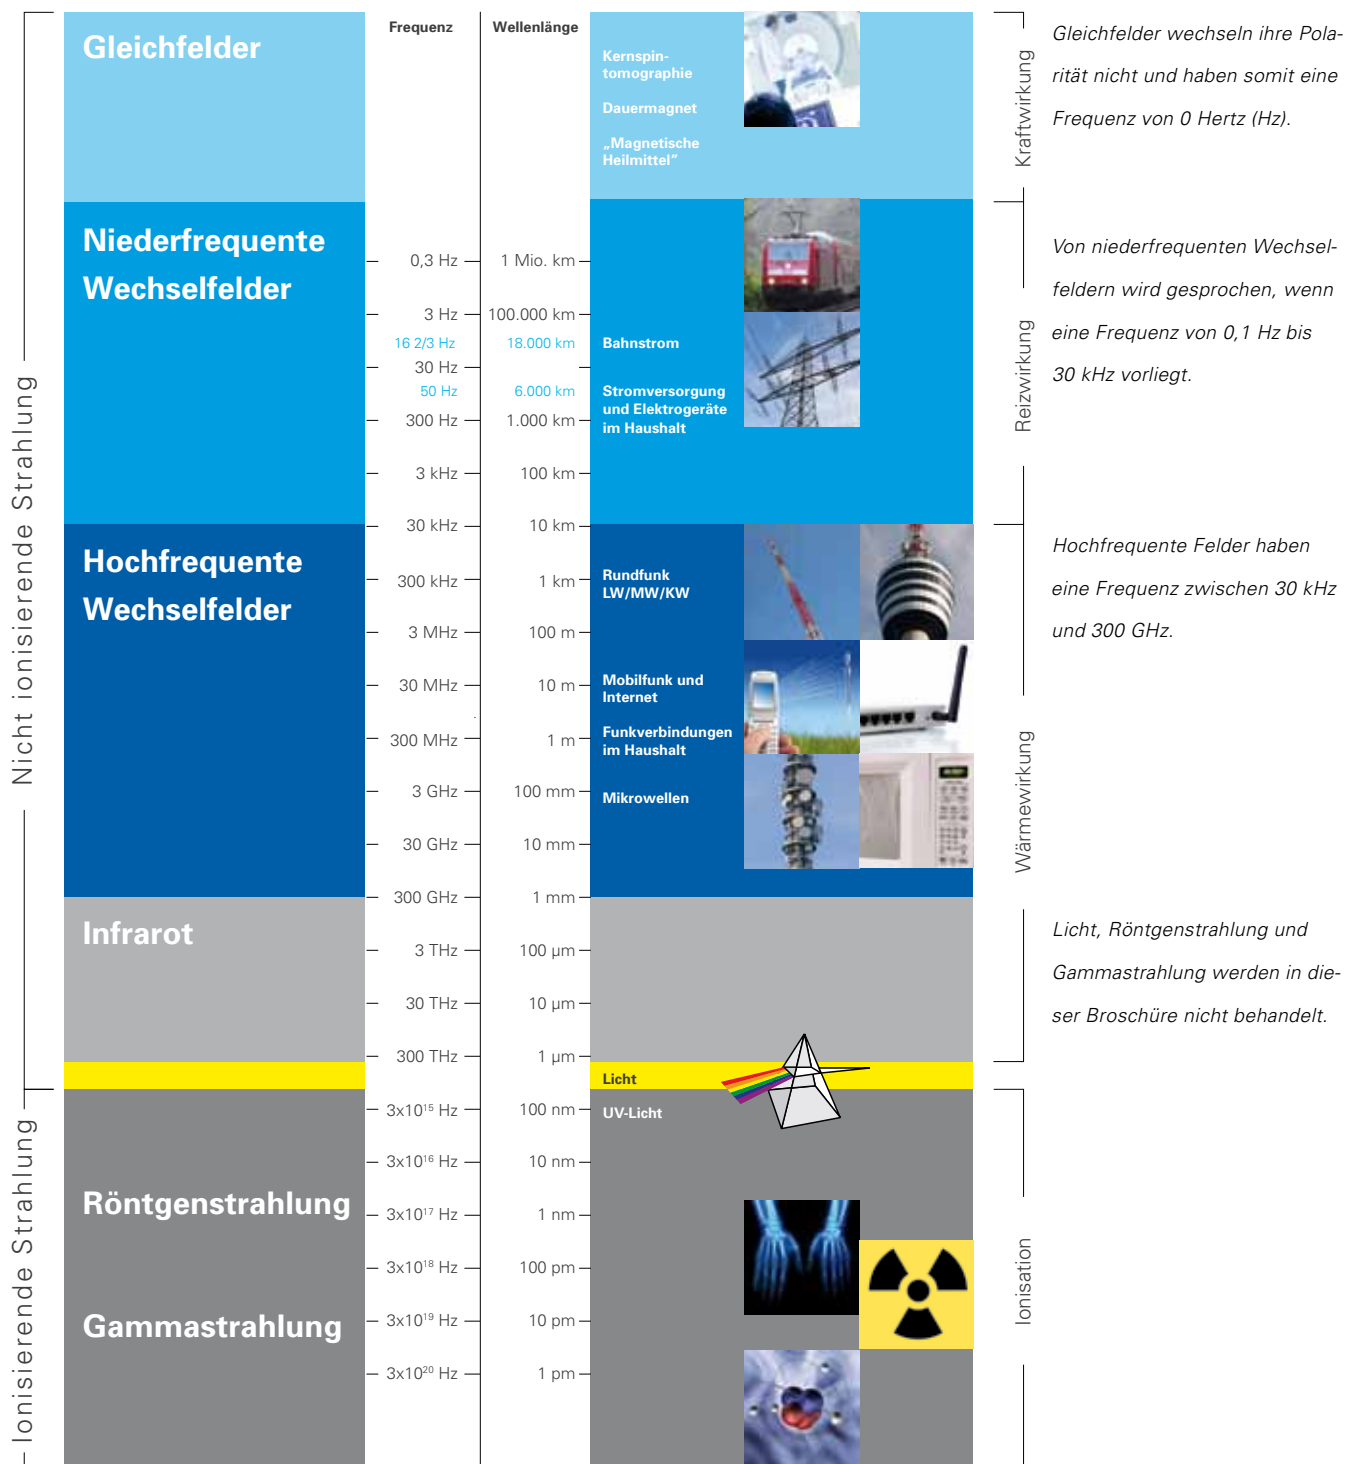 Nicht ionisierende Strahlung
Ionisierende Strahlung
Gleichfelder
Niederfrequente
Wechselfelder
Hochfrequente
Wechselfelder
Infrarot
Röntgenstrahlung
Gammastrahlung
Frequenz
0,3 Hz
3 Hz
16 2/3 Hz
30 Hz
50 Hz
300 Hz
3 kHz
30 kHz
300 kHz
3 MHz
30 MHz
300 MHz
3 GHz
30 GHz
300 GHz
3 THz
30 THz
300 THz
3x10¹⁵ Hz
3x10¹⁶ Hz
3x10¹⁷ Hz
3x10¹⁸ Hz
3x10¹⁹ Hz
3x10²⁰ Hz
Wellenlänge
1 Mio. km
100.000 km
18.000 km
6.000 km
1.000 km
100 km
10 km
1 km
100 m
10 m
1 m
100 mm
10 mm
1 mm
100 µm
10 µm
1 µm
100 nm
10 nm
1 nm
100 pm
10 pm
1 pm
Kernspin-
tomographie
Dauermagnet
„Magnetische
Heilmittel“
Bahnstrom
Stromversorgung
und Elektrogeräte
im Haushalt
Rundfunk
LW/MW/KW
Mobilfunk und
Internet
Funkverbindungen
im Haushalt
Mikrowellen
Licht
UV-Licht
Kraftwirkung
Reizwirkung
Wärmewirkung
Ionisation
Gleichfelder wechseln ihre Pola-
rität nicht und haben somit eine
Frequenz von 0 Hertz (Hz).
Von niederfrequenten Wechsel-
feldern wird gesprochen, wenn
eine Frequenz von 0,1 Hz bis
30 kHz vorliegt.
Hochfrequente Felder haben
eine Frequenz zwischen 30 kHz
und 300 GHz.
Licht, Röntgenstrahlung und
Gammastrahlung werden in die-
ser Broschüre nicht behandelt.